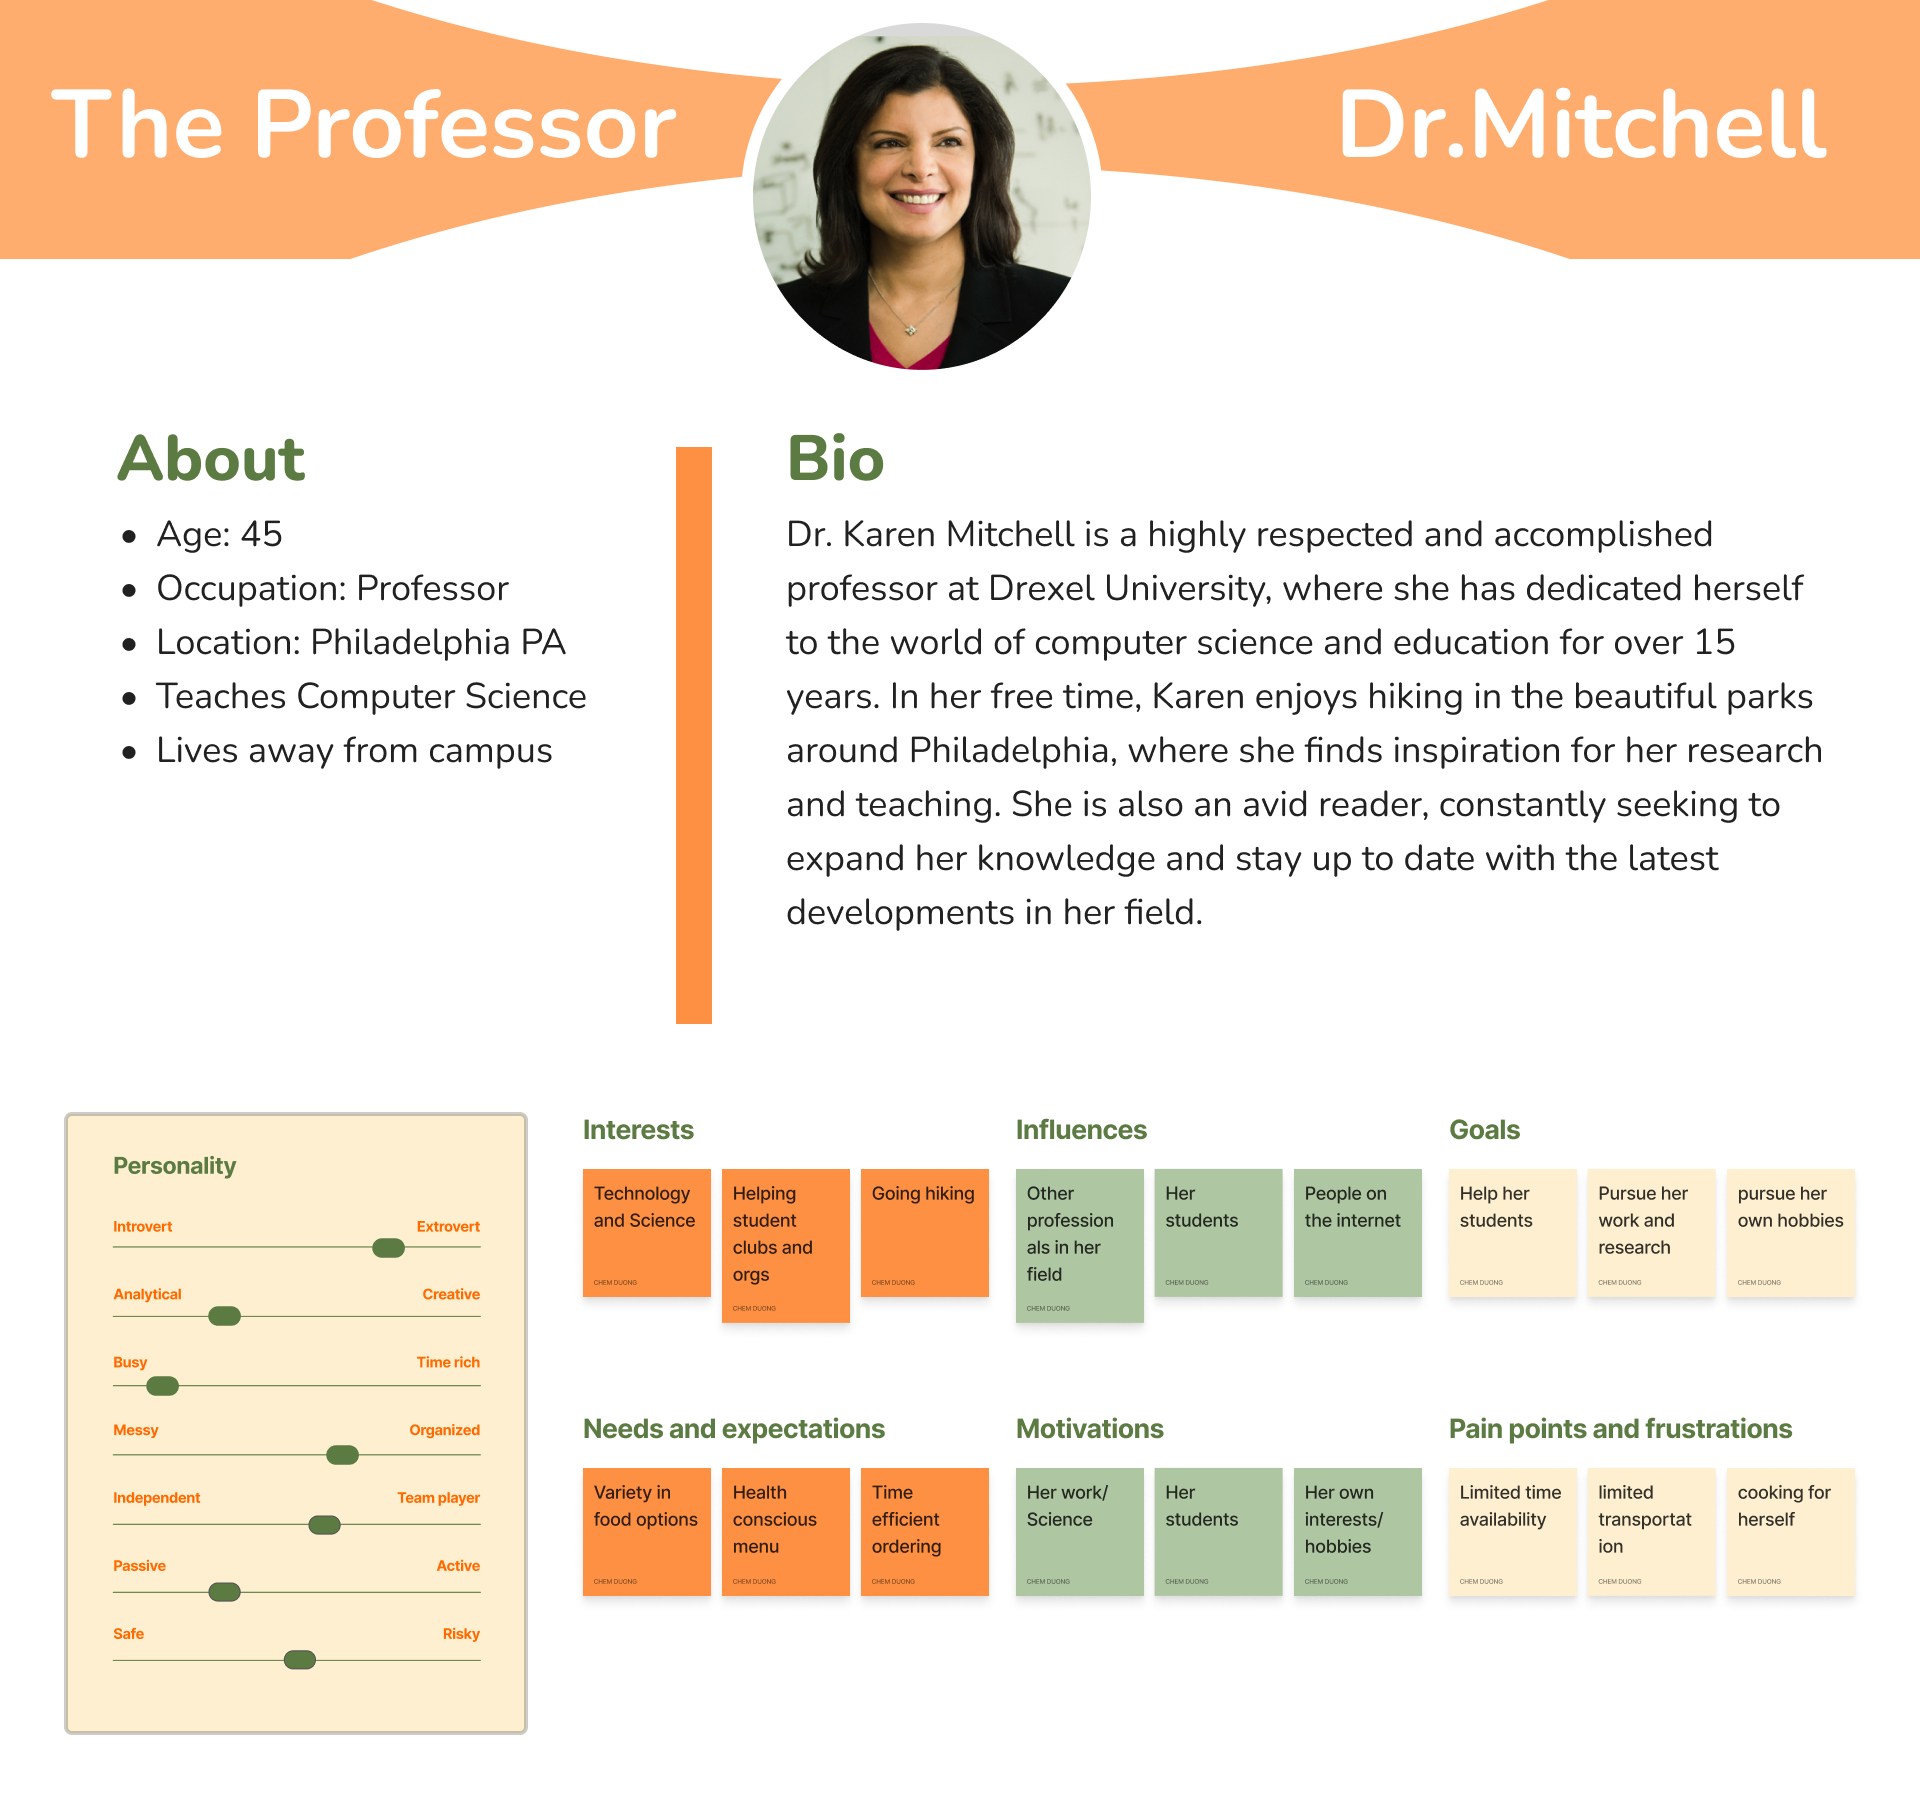 The Professor
Dr.Mitchell
About
• Age: 45
• Occupation: Professor
• Location: Philadelphia PA
• Teaches Computer Science
• Lives away from campus
Bio
Dr. Karen Mitchell is a highly respected and accomplished
professor at Drexel University, where she has dedicated herself
to the world of computer science and education for over 15
years. In her free time, Karen enjoys hiking in the beautiful parks
around Philadelphia, where she finds inspiration for her research
and teaching. She is also an avid reader, constantly seeking to
expand her knowledge and stay up to date with the latest
developments in her field.
Personality
Introvert Extrovert
Analytical Creative
Busy Time rich
Messy Organized
Independent Team player
Passive Active
Safe Risky
Interests
Technology
and Science
CHEM DUONG
Helping
student
clubs and
orgs
CHEM DUONG
Going hiking
CHEM DUONG
Influences
Other
profession
als in her
field
CHEM DUONG
Her
students
CHEM DUONG
People on
the internet
CHEM DUONG
Goals
Help her
students
CHEM DUONG
Pursue her
work and
research
CHEM DUONG
pursue her
own hobbies
CHEM DUONG
Needs and expectations
Variety in
food options
CHEM DUONG
Health
conscious
menu
CHEM DUONG
Time
efficient
ordering
CHEM DUONG
Motivations
Her work/
Science
CHEM DUONG
Her
students
CHEM DUONG
Her own
interests/
hobbies
CHEM DUONG
Pain points and frustrations
Limited time
availability
CHEM DUONG
limited
transportat
ion
CHEM DUONG
cooking for
herself
CHEM DUONG